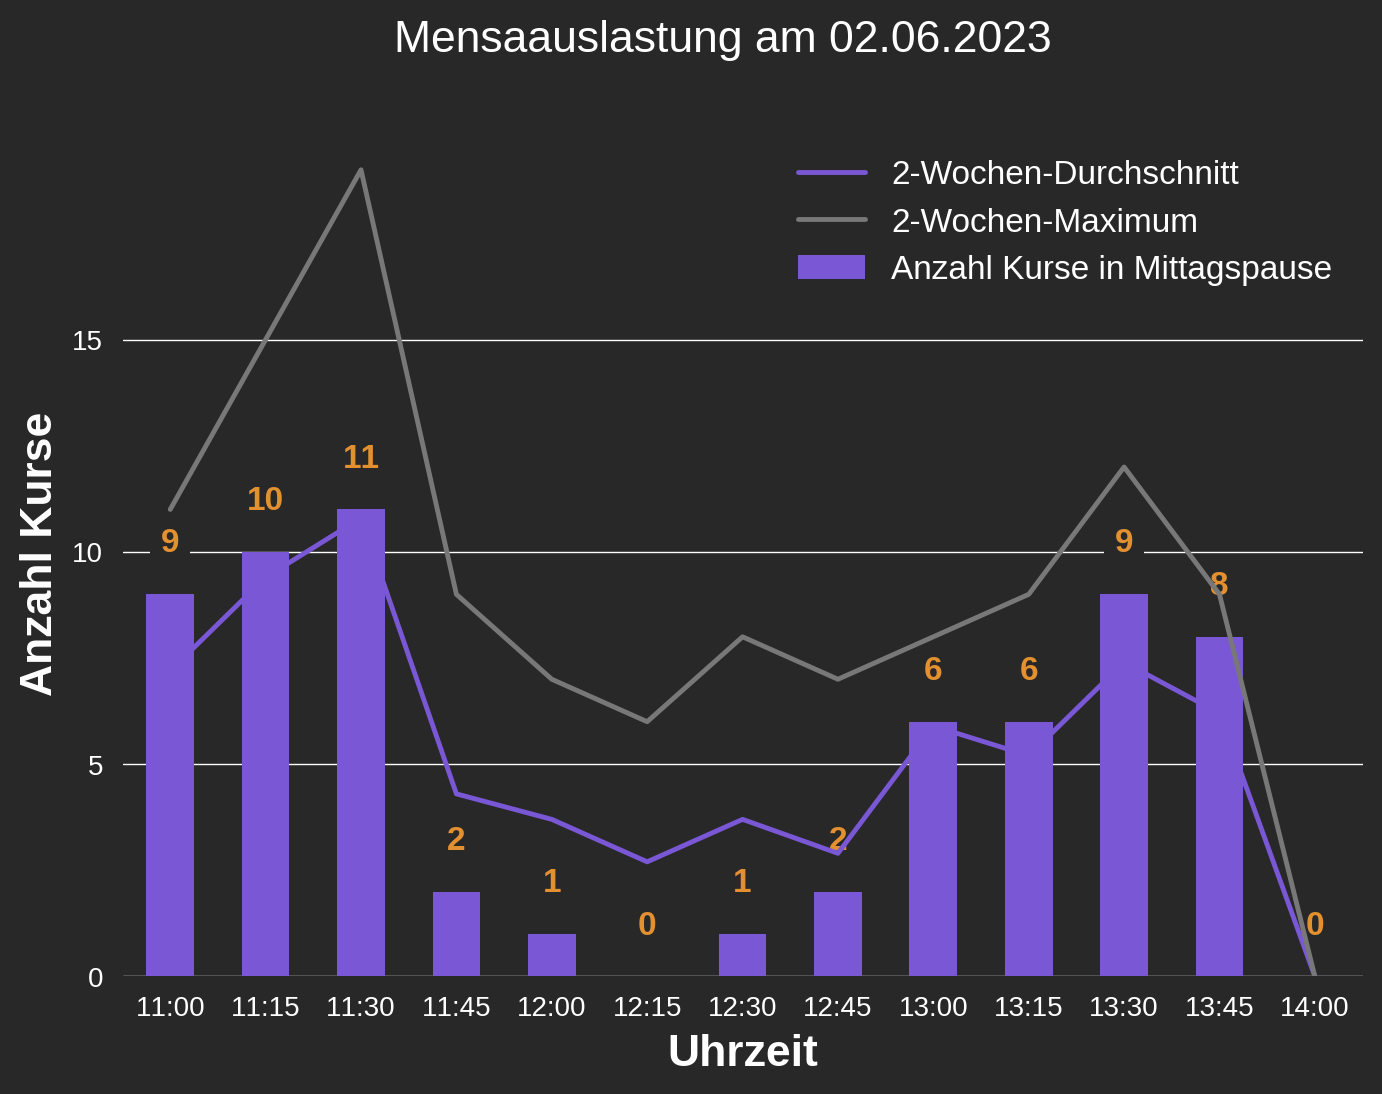 Mensaauslastung am 02.06.2023
2-Wochen-Durchschnitt
2-Wochen-Maximum
Anzahl Kurse in Mittagspause
Anzahl Kurse
15
10
5
0
9
10
11
2
1
0
1
2
6
6
9
8
0
11:00 11:15 11:30 11:45 12:00 12:15 12:30 12:45 13:00 13:15 13:30 13:45 14:00
Uhrzeit